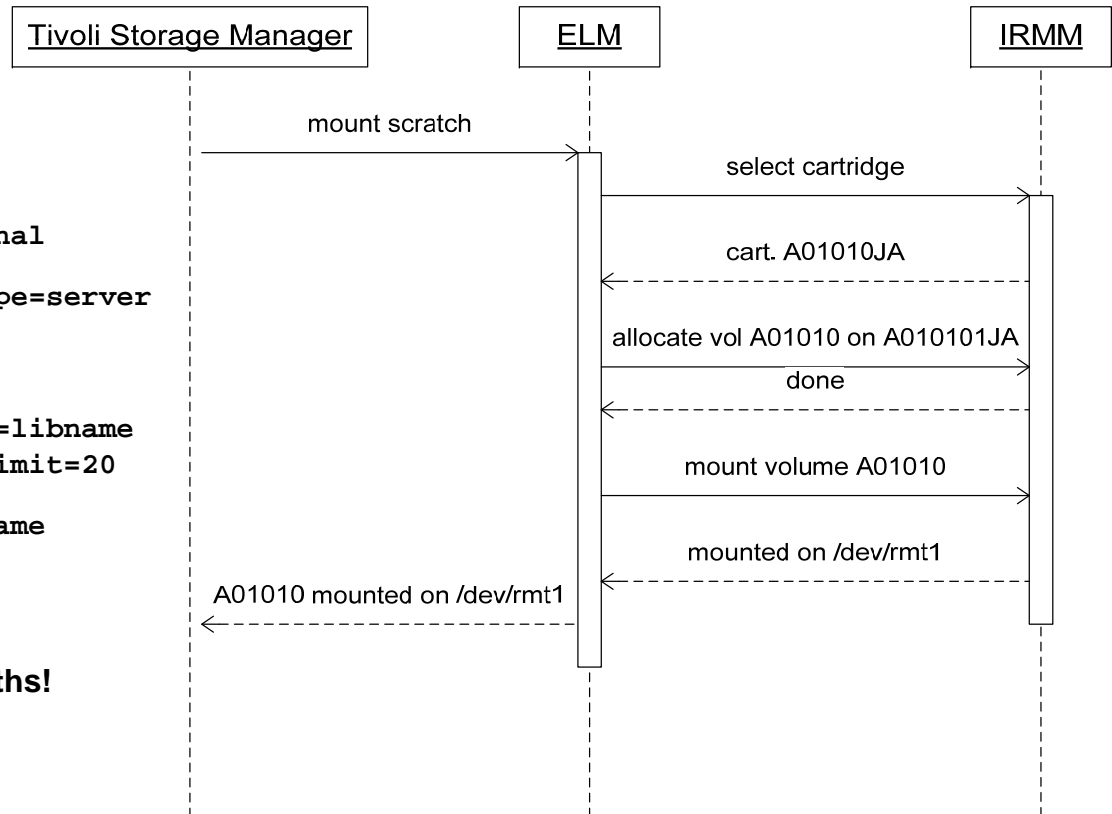 Tivoli Storage Manager
ELM
IRMM
mount scratch
select cartridge
nal
cart. A01010JA
pe=server
allocate vol A01010 on A010101JA
done
=libname
imit=20
mount volume A01010
ame
mounted on /dev/rmt1
A01010 mounted on /dev/rmt1
ths!